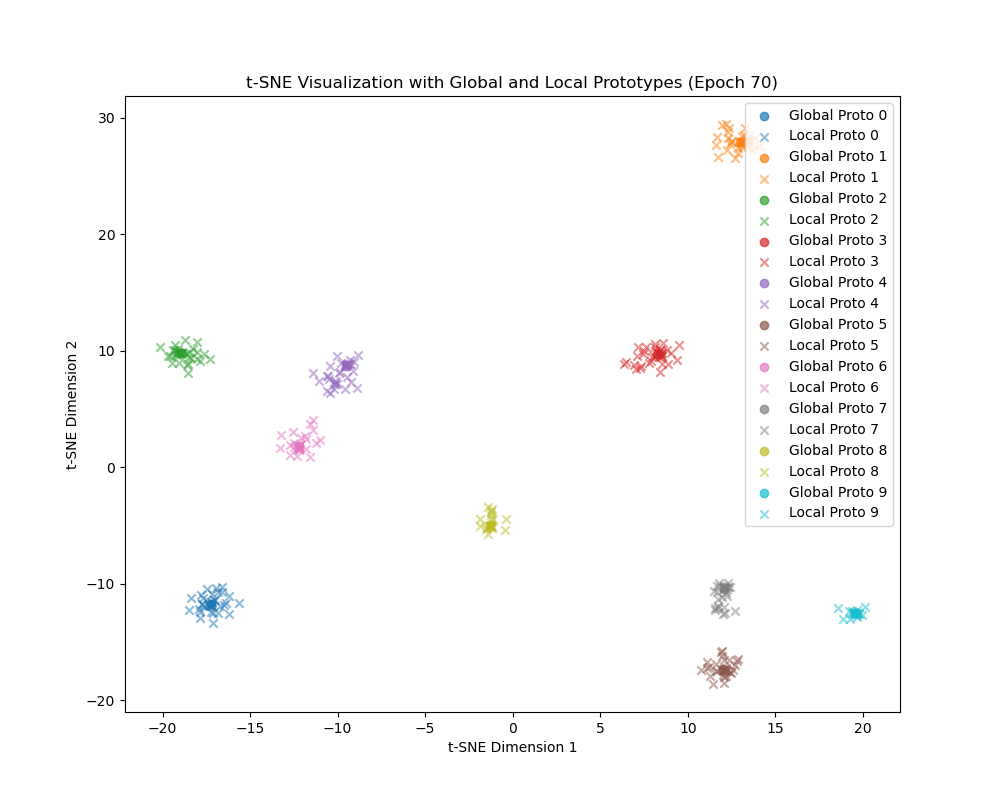 t-SNE Visualization with Global and Local Prototypes (Epoch 70)
t-SNE Dimension 2
30
20
10
0
−10
−20
−20
−15
−10
−5
0
5
10
15
20
t-SNE Dimension 1
Global Proto 0
Local Proto 0
Global Proto 1
Local Proto 1
Global Proto 2
Local Proto 2
Global Proto 3
Local Proto 3
Global Proto 4
Local Proto 4
Global Proto 5
Local Proto 5
Global Proto 6
Local Proto 6
Global Proto 7
Local Proto 7
Global Proto 8
Local Proto 8
Global Proto 9
Local Proto 9